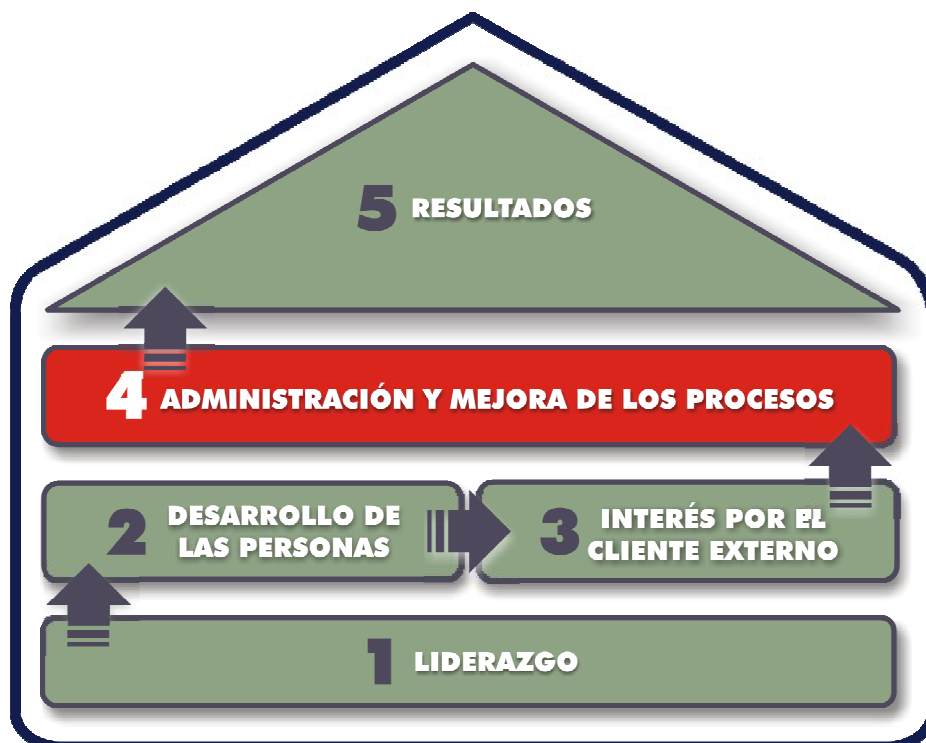 5 RESULTADOS
4 ADMINISTRACIÓN Y MEJORA DE LOS PROCESOS
2 DESARROLLO DE
LAS PERSONAS
3 INTERÉS POR EL
CLIENTE EXTERNO
1 LIDERAZGO